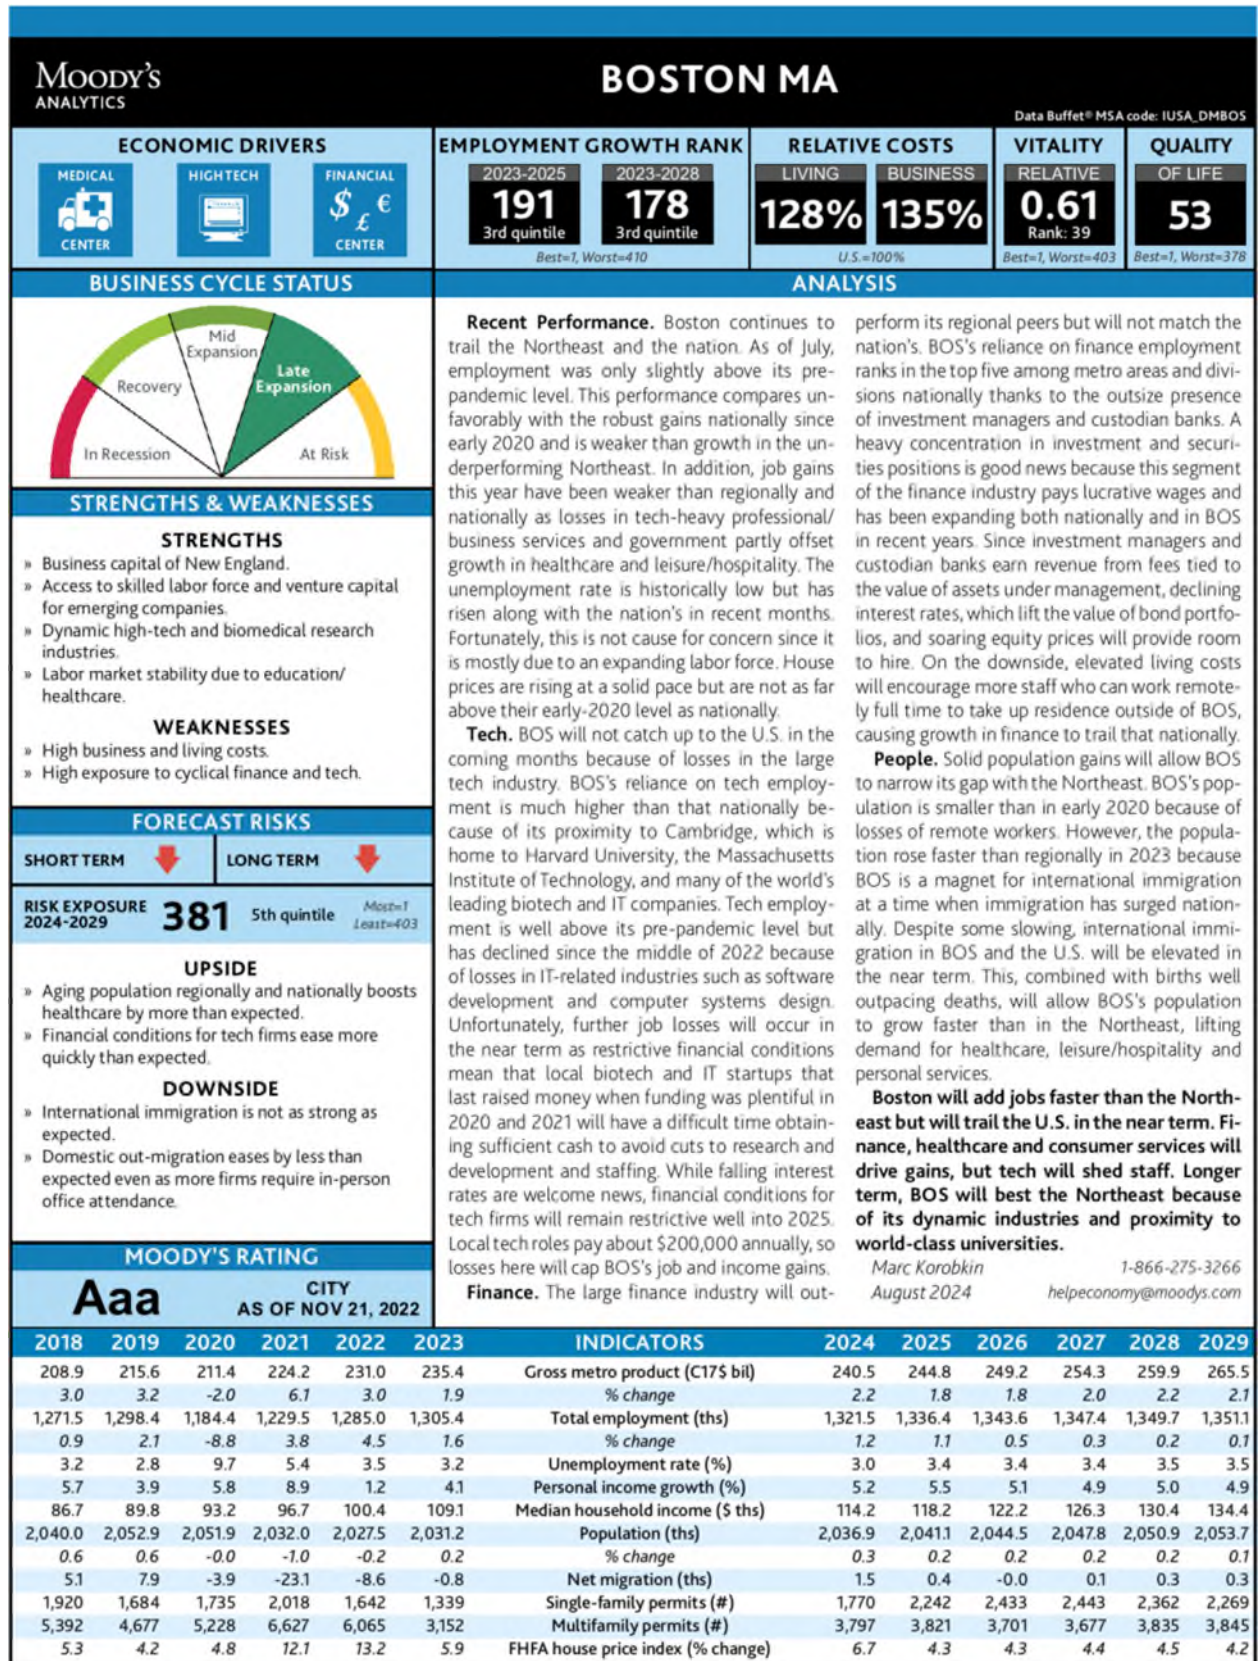 MOODY'S
ANALYTICS
BOSTON MA
Data Buffet® MSA code: IUSA_DMBOS
ECONOMIC DRIVERS
MEDICAL
CENTER
HIGH TECH
FINANCIAL
$ £ €
CENTER
EMPLOYMENT GROWTH RANK
2023-2025
191
3rd quintile
2023-2028
178
3rd quintile
Best=1, Worst=410
RELATIVE COSTS
LIVING
128%
BUSINESS
135%
U.S.=100%
VITALITY
RELATIVE
0.61
Rank: 39
Best=1, Worst=403
QUALITY
OF LIFE
53
Best=1, Worst=378
BUSINESS CYCLE STATUS
In Recession
Recovery
Mid
Expansion
Late
Expansion
At Risk
STRENGTHS & WEAKNESSES
STRENGTHS
» Business capital of New England.
» Access to skilled labor force and venture capital
for emerging companies.
» Dynamic high-tech and biomedical research
industries.
» Labor market stability due to education/
healthcare.
WEAKNESSES
» High business and living costs.
» High exposure to cyclical finance and tech.
FORECAST RISKS
SHORT TERM
LONG TERM
RISK EXPOSURE
2024-2029
381
5th quintile
Most=1
Least=403
UPSIDE
» Aging population regionally and nationally boosts
healthcare by more than expected.
» Financial conditions for tech firms ease more
quickly than expected.
DOWNSIDE
» International immigration is not as strong as
expected.
» Domestic out-migration eases by less than
expected even as more firms require in-person
office attendance.
MOODY'S RATING
Aaa
CITY
AS OF NOV 21, 2022
ANALYSIS
Recent Performance. Boston continues to
trail the Northeast and the nation. As of July,
employment was only slightly above its pre-
pandemic level. This performance compares un-
favorably with the robust gains nationally since
early 2020 and is weaker than growth in the un-
derperforming Northeast. In addition, job gains
this year have been weaker than regionally and
nationally as losses in tech-heavy professional/
business services and government partly offset
growth in healthcare and leisure/hospitality. The
unemployment rate is historically low but has
risen along with the nation's in recent months.
Fortunately, this is not cause for concern since it
is mostly due to an expanding labor force. House
prices are rising at a solid pace but are not as far
above their early-2020 level as nationally.
Tech. BOS will not catch up to the U.S. in the
coming months because of losses in the large
tech industry. BOS's reliance on tech employ-
ment is much higher than that nationally be-
cause of its proximity to Cambridge, which is
home to Harvard University, the Massachusetts
Institute of Technology, and many of the world's
leading biotech and IT companies. Tech employ-
ment is well above its pre-pandemic level but
has declined since the middle of 2022 because
of losses in IT-related industries such as software
development and computer systems design.
Unfortunately, further job losses will occur in
the near term as restrictive financial conditions
mean that local biotech and IT startups that
last raised money when funding was plentiful in
2020 and 2021 will have a difficult time obtain-
ing sufficient cash to avoid cuts to research and
development and staffing. While falling interest
rates are welcome news, financial conditions for
tech firms will remain restrictive well into 2025.
Local tech roles pay about $200,000 annually, so
losses here will cap BOS's job and income gains.
Finance. The large finance industry will out-
perform its regional peers but will not match the
nation's. BOS's reliance on finance employment
ranks in the top five among metro areas and divi-
sions nationally thanks to the outsize presence
of investment managers and custodian banks. A
heavy concentration in investment and securi-
ties positions is good news because this segment
of the finance industry pays lucrative wages and
has been expanding both nationally and in BOS
in recent years. Since investment managers and
custodian banks earn revenue from fees tied to
the value of assets under management, declining
interest rates, which lift the value of bond portfo-
lios, and soaring equity prices will provide room
to hire. On the downside, elevated living costs
will encourage more staff who can work remote-
ly full time to take up residence outside of BOS,
causing growth in finance to trail that nationally.
People. Solid population gains will allow BOS
to narrow its gap with the Northeast. BOS's pop-
ulation is smaller than in early 2020 because of
losses of remote workers. However, the popula-
tion rose faster than regionally in 2023 because
BOS is a magnet for international immigration
at a time when immigration has surged nation-
ally. Despite some slowing, international immi-
gration in BOS and the U.S. will be elevated in
the near term. This, combined with births well
outpacing deaths, will allow BOS's population
to grow faster than in the Northeast, lifting
demand for healthcare, leisure/hospitality and
personal services.
Boston will add jobs faster than the North-
east but will trail the U.S. in the near term. Fi-
nance, healthcare and consumer services will
drive gains, but tech will shed staff. Longer
term, BOS will best the Northeast because
of its dynamic industries and proximity to
world-class universities.
Marc Korobkin 1-866-275-3266
August 2024 helpeconomy@moodys.com
2018 2019 2020 2021 2022 2023 INDICATORS 2024 2025 2026 2027 2028 2029
208.9 215.6 211.4 224.2 231.0 235.4 Gross metro product (C17$ bil) 240.5 244.8 249.2 254.3 259.9 265.5
3.0 3.2 -2.0 6.1 3.0 1.9 % change 2.2 1.8 1.8 2.0 2.2 2.1
1,271.5 1,298.4 1,184.4 1,229.5 1,285.0 1,305.4 Total employment (ths) 1,321.5 1,336.4 1,343.6 1,347.4 1,349.7 1,351.1
0.9 2.1 -8.8 3.8 4.5 1.6 % change 1.2 1.1 0.5 0.3 0.2 0.1
3.2 2.8 9.7 5.4 3.5 3.2 Unemployment rate (%) 3.0 3.4 3.4 3.4 3.5 3.5
5.7 3.9 5.8 8.9 1.2 4.1 Personal income growth (%) 5.2 5.5 5.1 4.9 5.0 4.9
86.7 89.8 93.2 96.7 100.4 109.1 Median household income ($ ths) 114.2 118.2 122.2 126.3 130.4 134.4
2,040.0 2,052.9 2,051.9 2,032.0 2,027.5 2,031.2 Population (ths) 2,036.9 2,041.1 2,044.5 2,047.8 2,050.9 2,053.7
0.6 0.6 -0.0 -1.0 -0.2 0.2 % change 0.3 0.2 0.2 0.2 0.2 0.1
5.1 7.9 -3.9 -23.1 -8.6 -0.8 Net migration (ths) 1.5 0.4 -0.0 0.1 0.3 0.3
1,920 1,684 1,735 2,018 1,642 1,339 Single-family permits (#) 1,770 2,242 2,433 2,443 2,362 2,269
5,392 4,677 5,228 6,627 6,065 3,152 Multifamily permits (#) 3,797 3,821 3,701 3,677 3,835 3,845
5.3 4.2 4.8 12.1 13.2 5.9 FHFA house price index (% change) 6.7 4.3 4.3 4.4 4.5 4.2